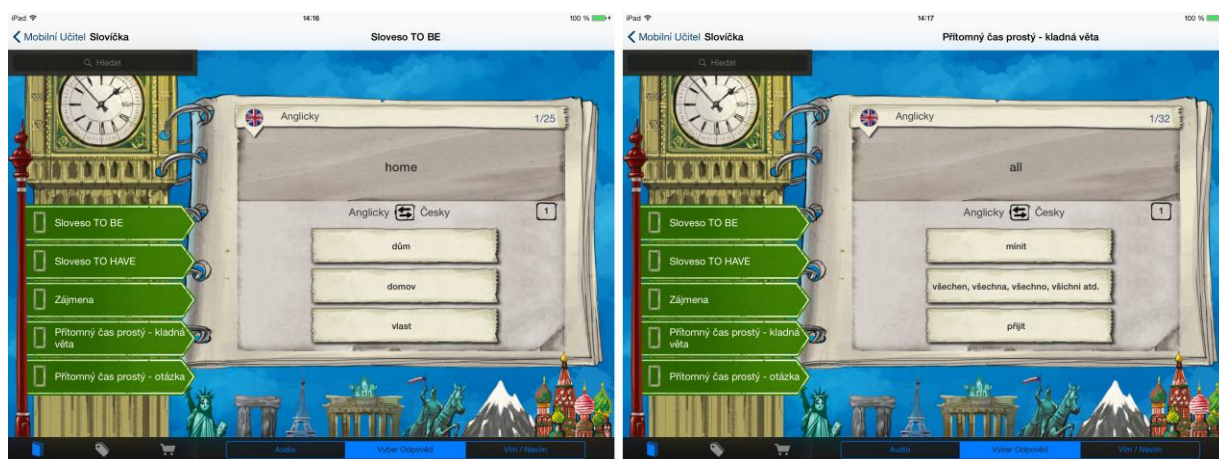 iPad 14:16 100 %
Mobilní Učitel Slovíčka Sloveso TO BE
Hledat
Anglicky 1/25
home
Anglicky Česky 1
dům
domov
vlast
Sloveso TO BE
Sloveso TO HAVE
Zájmena
Přítomný čas prostý - kladná
věta
Přítomný čas prostý - otázka
Audio Vyber Odpověd Vím / Nevím
iPad 14:17 100 %
Mobilní Učitel Slovíčka Přítomný čas prostý - kladná věta
Hledat
Anglicky 1/32
all
Anglicky Česky 1
mínit
všechen, všechna, všechno, všichni atd.
přijít
Sloveso TO BE
Sloveso TO HAVE
Zájmena
Přítomný čas prostý - kladná
věta
Přítomný čas prostý - otázka
Audio Vyber Odpověd Vím / Nevím